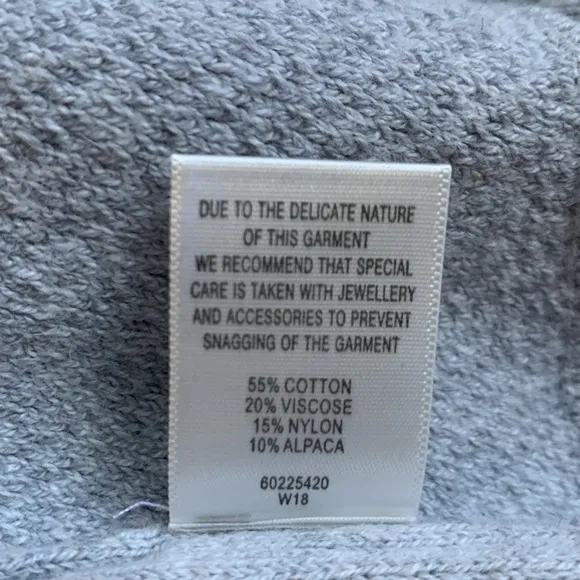 DUE TO THE DELICATE NATURE
OF THIS GARMENT
WE RECOMMEND THAT SPECIAL
CARE IS TAKEN WITH JEWELLERY
AND ACCESSORIES TO PREVENT
SNAGGING OF THE GARMENT
55% COTTON
20% VISCOSE
15% NYLON
10% ALPACA
60225420
W18